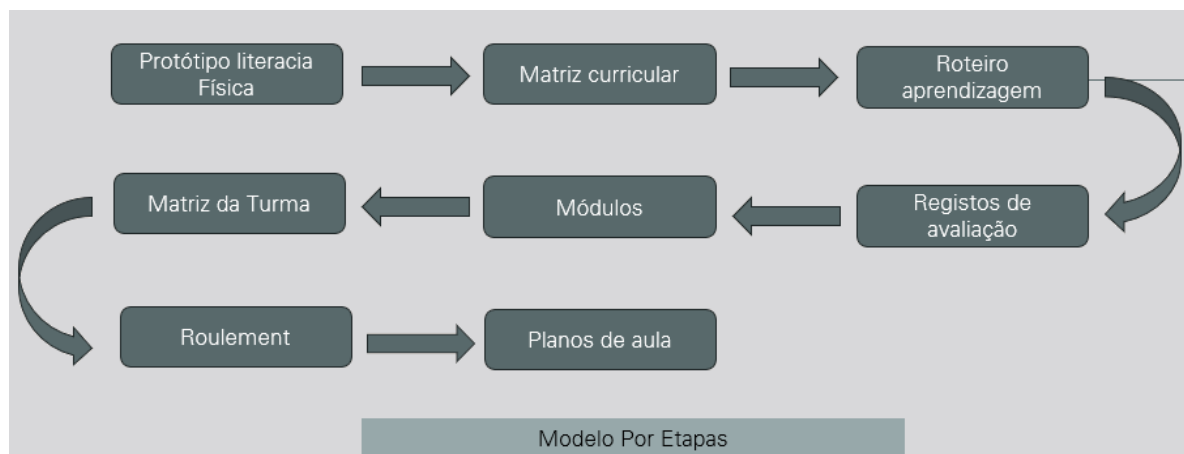 Protótipo literacia
Física
Matriz curricular
Roteiro
aprendizagem
Registos de
avaliação
Módulos
Matriz da Turma
Roulement
Planos de aula
Modelo Por Etapas